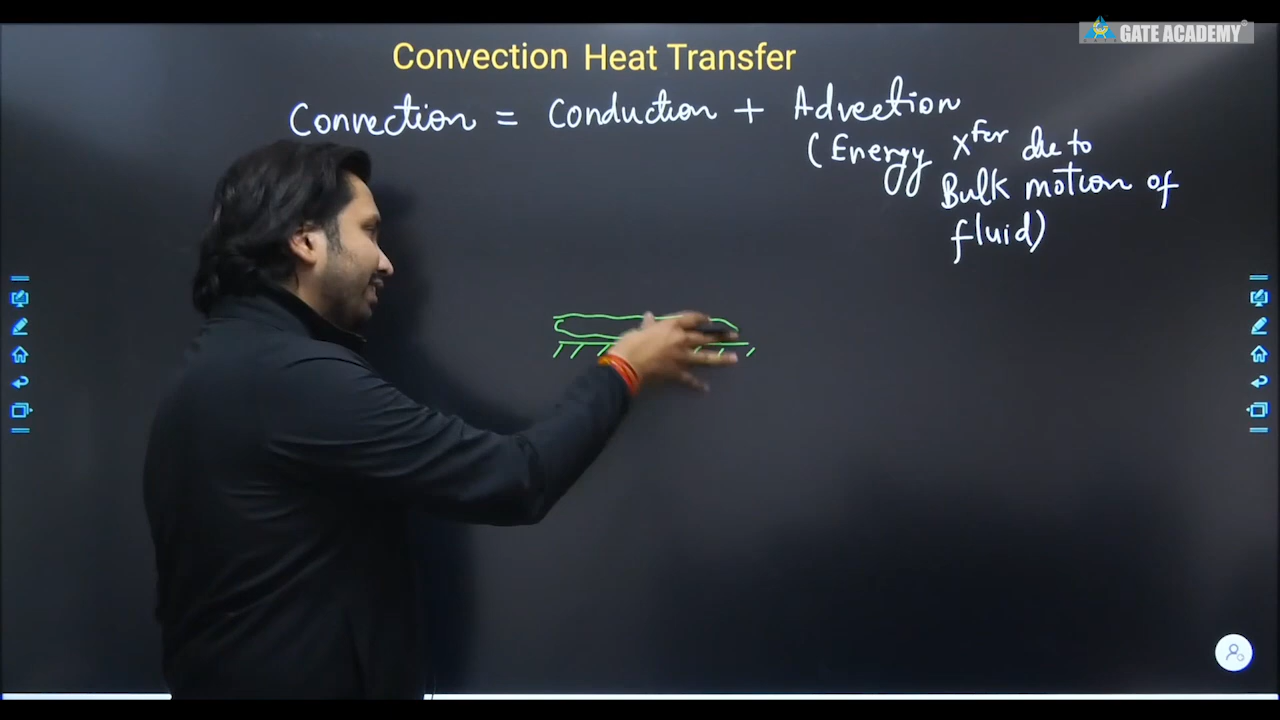 GATE ACADEMY®
Convection Heat Transfer
Convection = Conduction + Advection
(Energy Xfer due to
Bulk motion of
fluid)